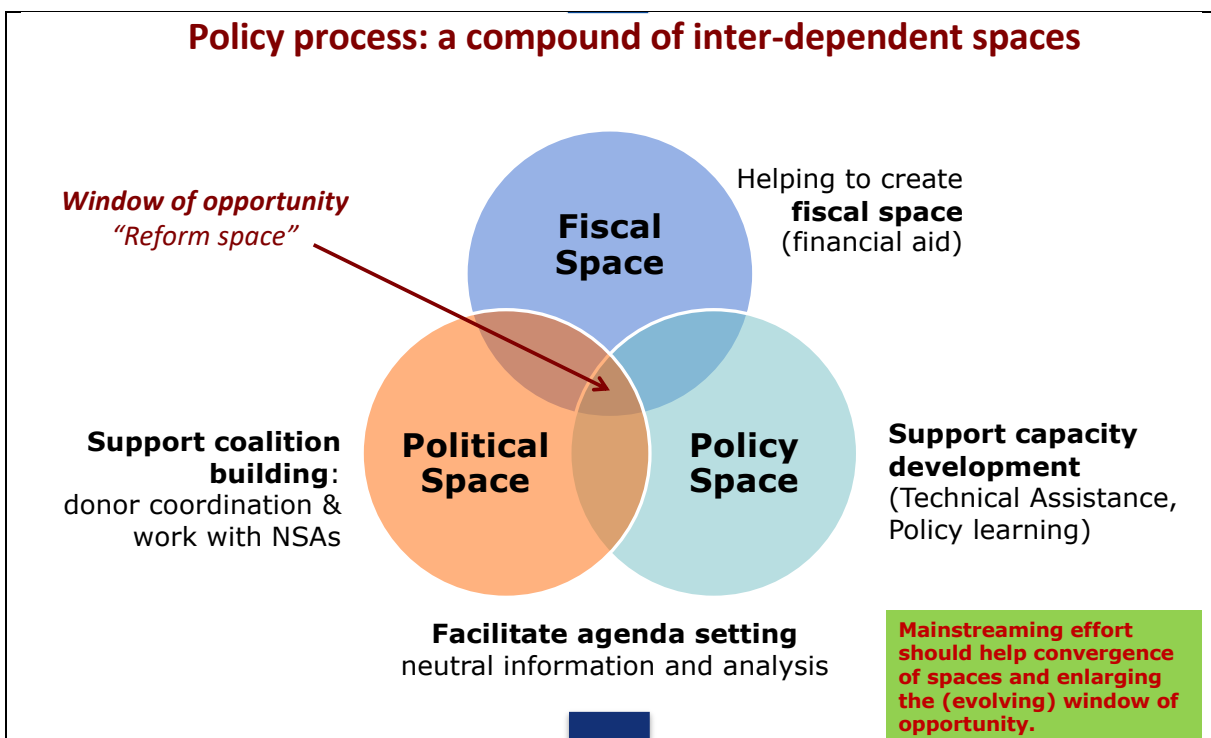 Policy process: a compound of inter-dependent spaces
Window of opportunity
“Reform space”
Fiscal
Space
Helping to create
fiscal space
(financial aid)
Support coalition
building:
donor coordination &
work with NSAs
Political
Space
Policy
Space
Support capacity
development
(Technical Assistance,
Policy learning)
Facilitate agenda setting
neutral information and analysis
Mainstreaming effort
should help convergence
of spaces and enlarging
the (evolving) window of
opportunity.